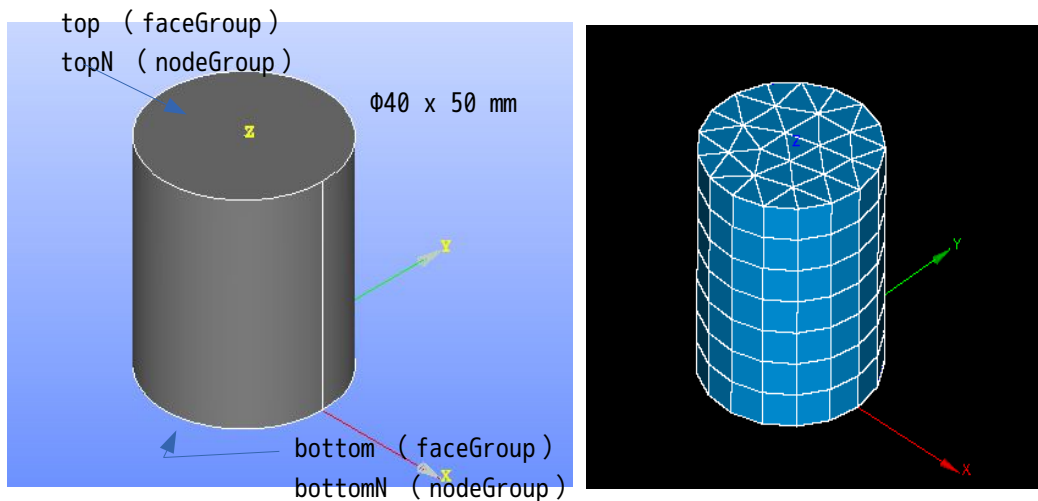 top （faceGroup）
topN （nodeGroup）
Φ40 x 50 mm
Z
Y
X
bottom （faceGroup）
bottomN （nodeGroup）
Z
Y
X